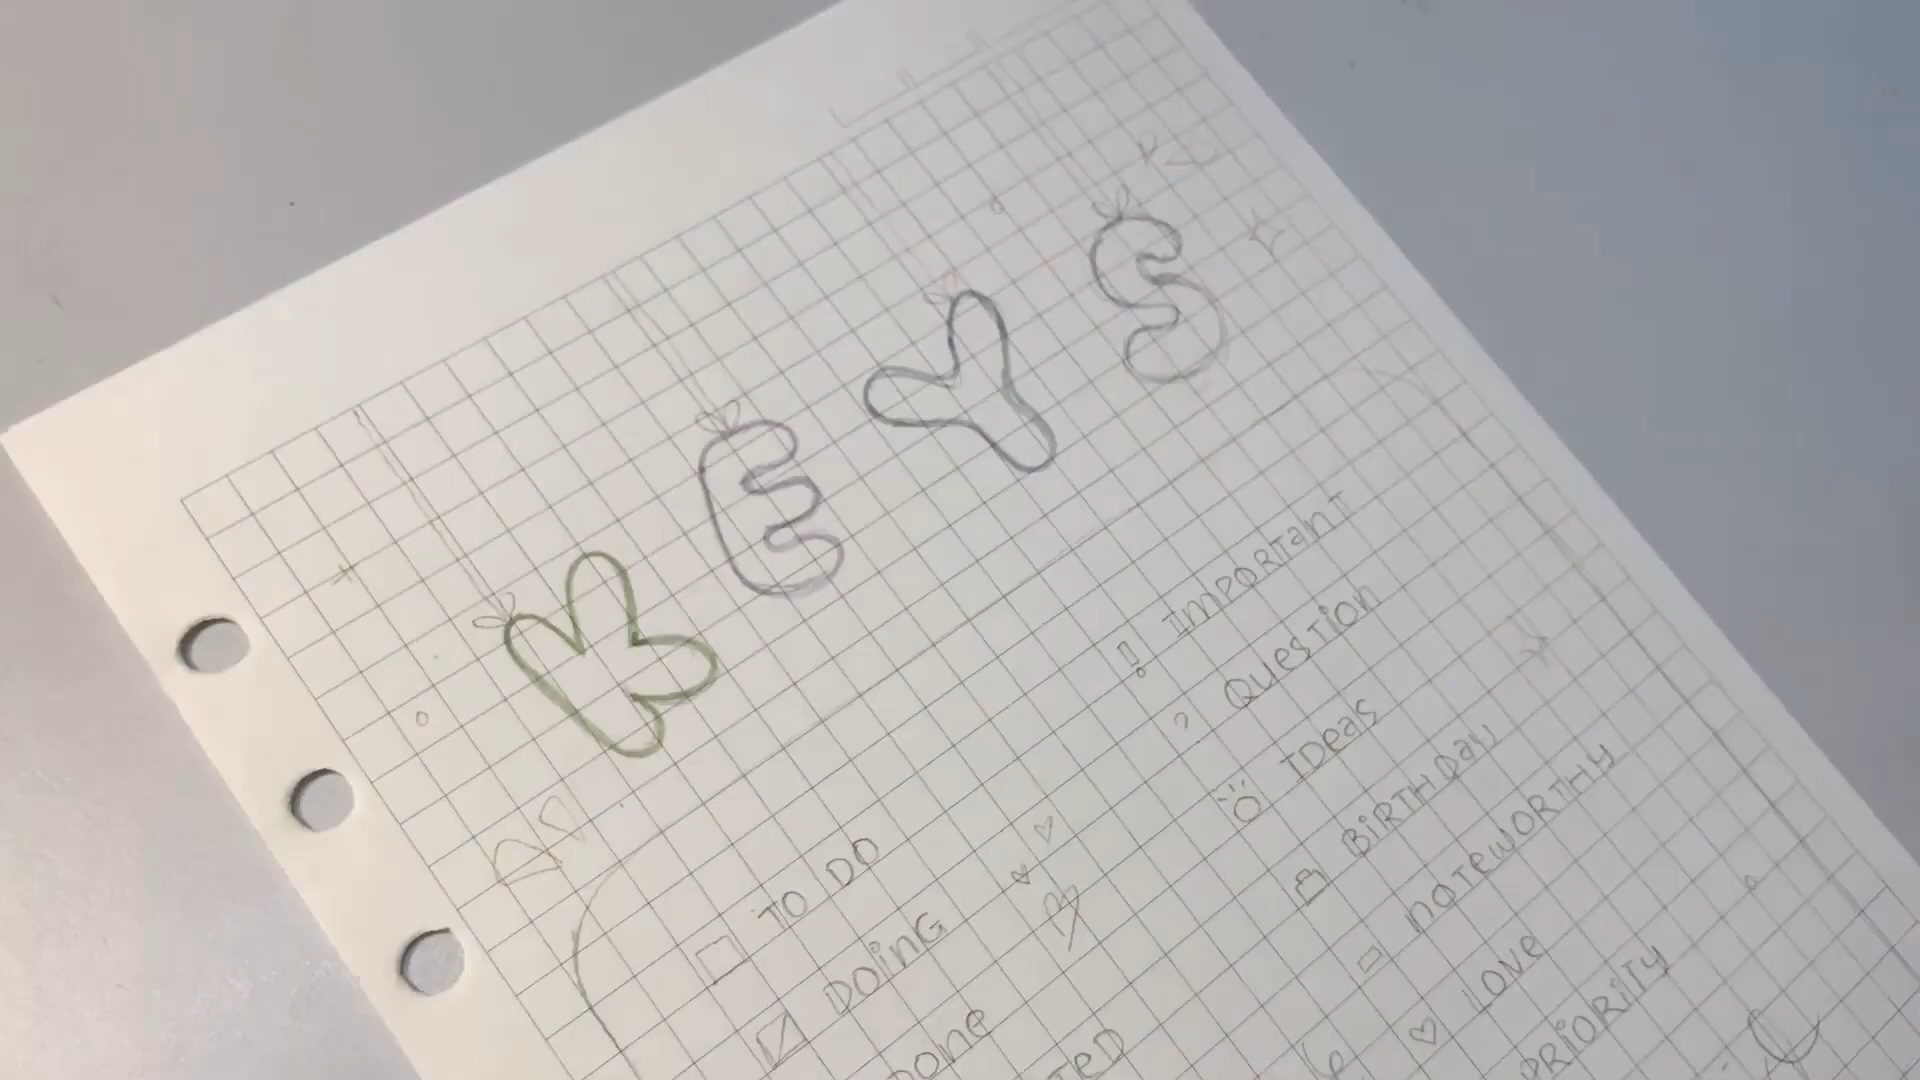 KEYS
TO DO
DOinG
Done
! IMPORTanT
? QUesTiOn
IDeas
BiRTHDay
nOTeWORTHy
LOVe
PRiORiTy